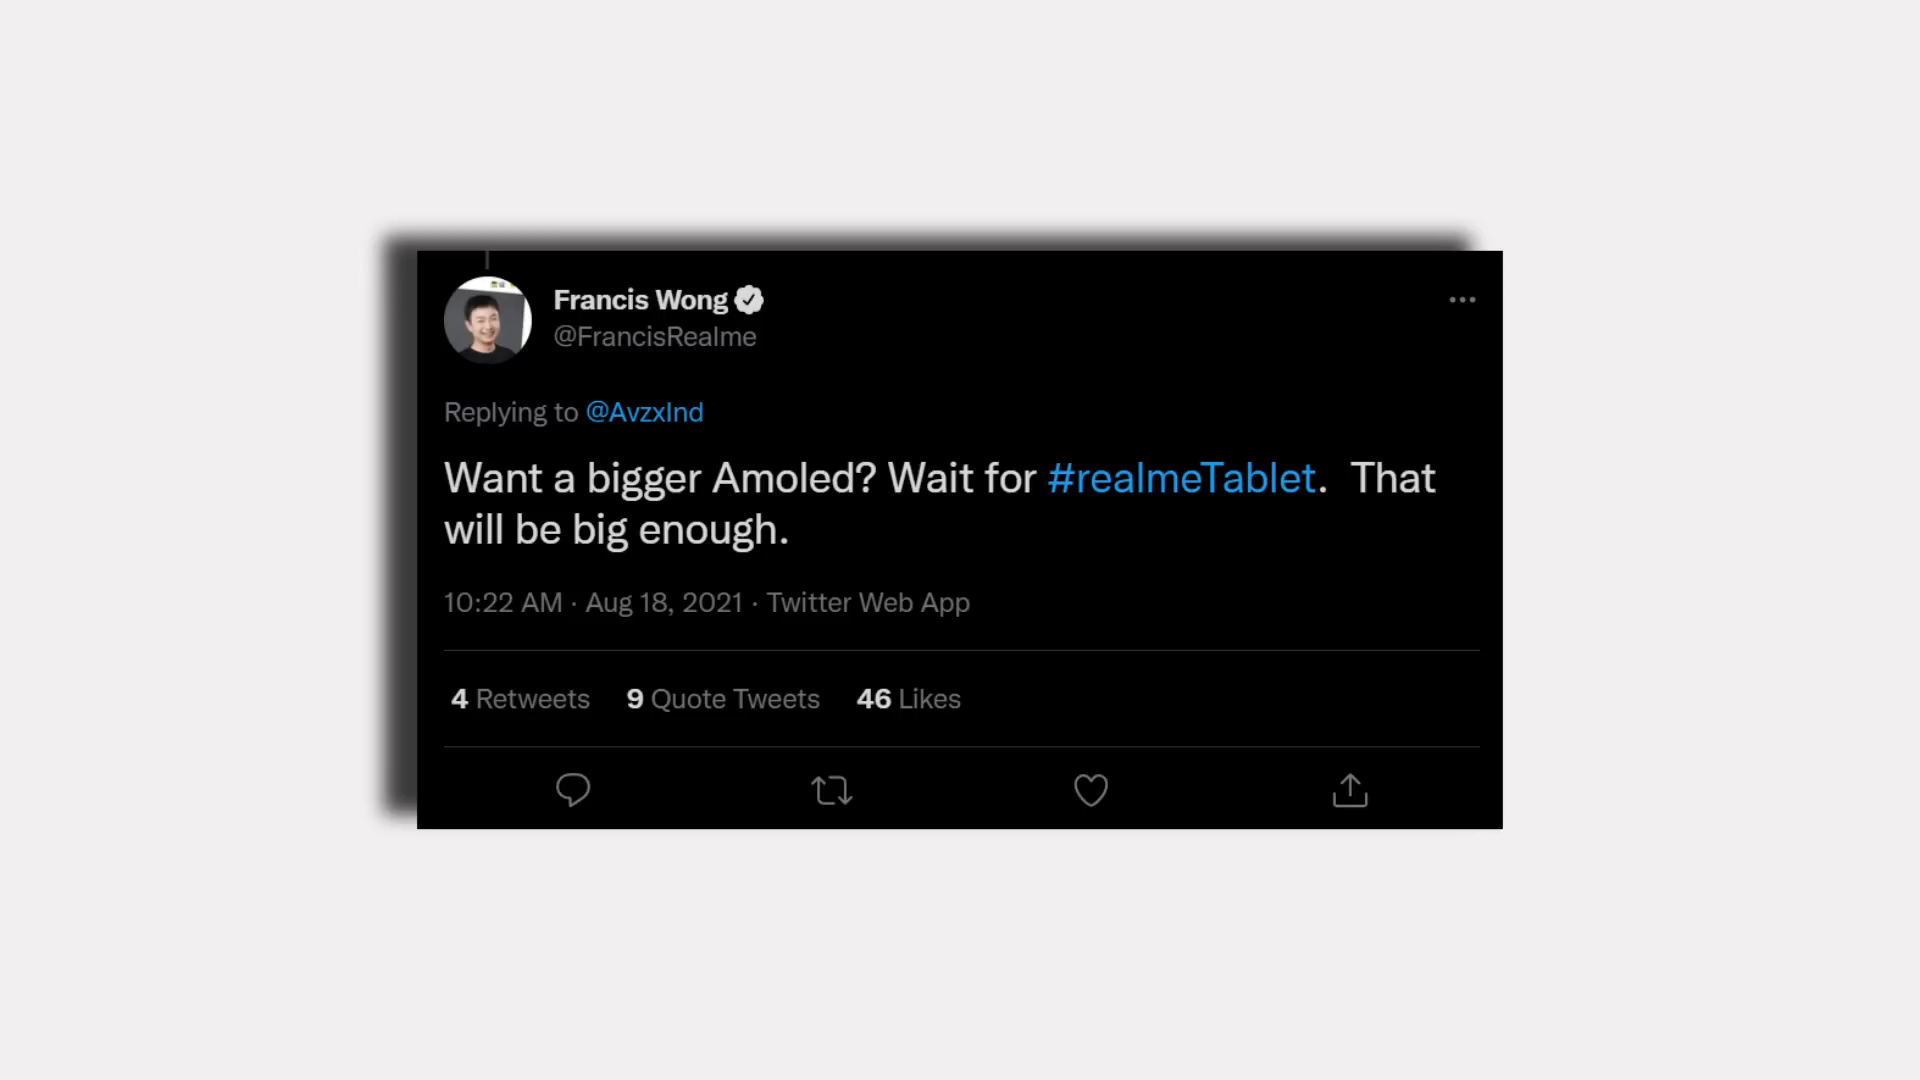 Francis Wong
@FrancisRealme
Replying to @AvzxInd
Want a bigger Amoled? Wait for #realmeTablet.  That
will be big enough.
10:22 AM · Aug 18, 2021 · Twitter Web App
4 Retweets 9 Quote Tweets 46 Likes